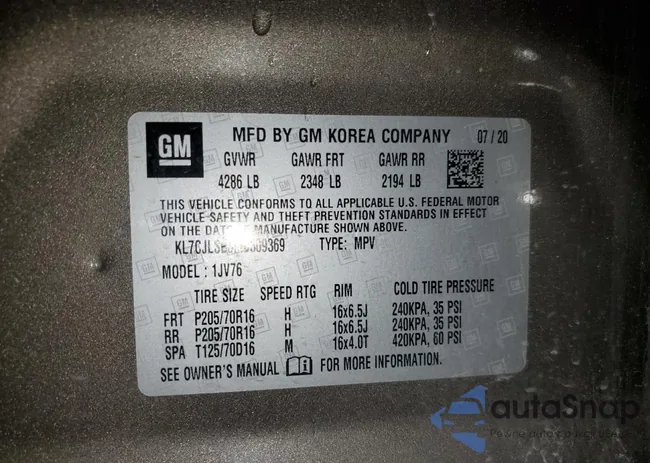 GM
MFD BY GM KOREA COMPANY 07/20
GVWR GAWR FRT GAWR RR
4286 LB 2348 LB 2194 LB
THIS VEHICLE CONFORMS TO ALL APPLICABLE U.S. FEDERAL MOTOR
VEHICLE SAFETY AND THEFT PREVENTION STANDARDS IN EFFECT
ON THE DATE OF MANUFACTURE SHOWN ABOVE.
TYPE: MPV
MODEL: 1JV76
TIRE SIZE SPEED RTG RIM COLD TIRE PRESSURE
FRT P205/70R16 H 16x6.5J 240KPA, 35 PSI
RR P205/70R16 H 16x6.5J 240KPA, 35 PSI
SPA T125/70D16 M 16x4.0T 420KPA, 60 PSI
SEE OWNER'S MANUAL FOR MORE INFORMATION.
autoSnap